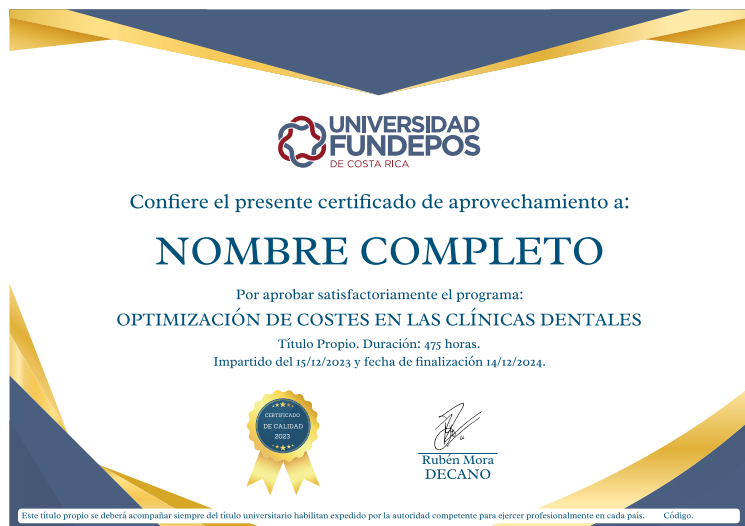 UNIVERSIDAD
FUNDEPOS
DE COSTA RICA
Confiere el presente certificado de aprovechamiento a:
NOMBRE COMPLETO
Por aprobar satisfactoriamente el programa:
OPTIMIZACIÓN DE COSTES EN LAS CLÍNICAS DENTALES
Título Propio. Duración: 475 horas.
Impartido del 15/12/2023 y fecha de finalización 14/12/2024.
CERTIFICADO
DE CALIDAD
2023
Rubén Mora
DECANO
Este titulo propio se deberá acompañar siempre del título universitario habilitan expedido por la autoridad competente para ejercer profesionalmente en cada país. Código.